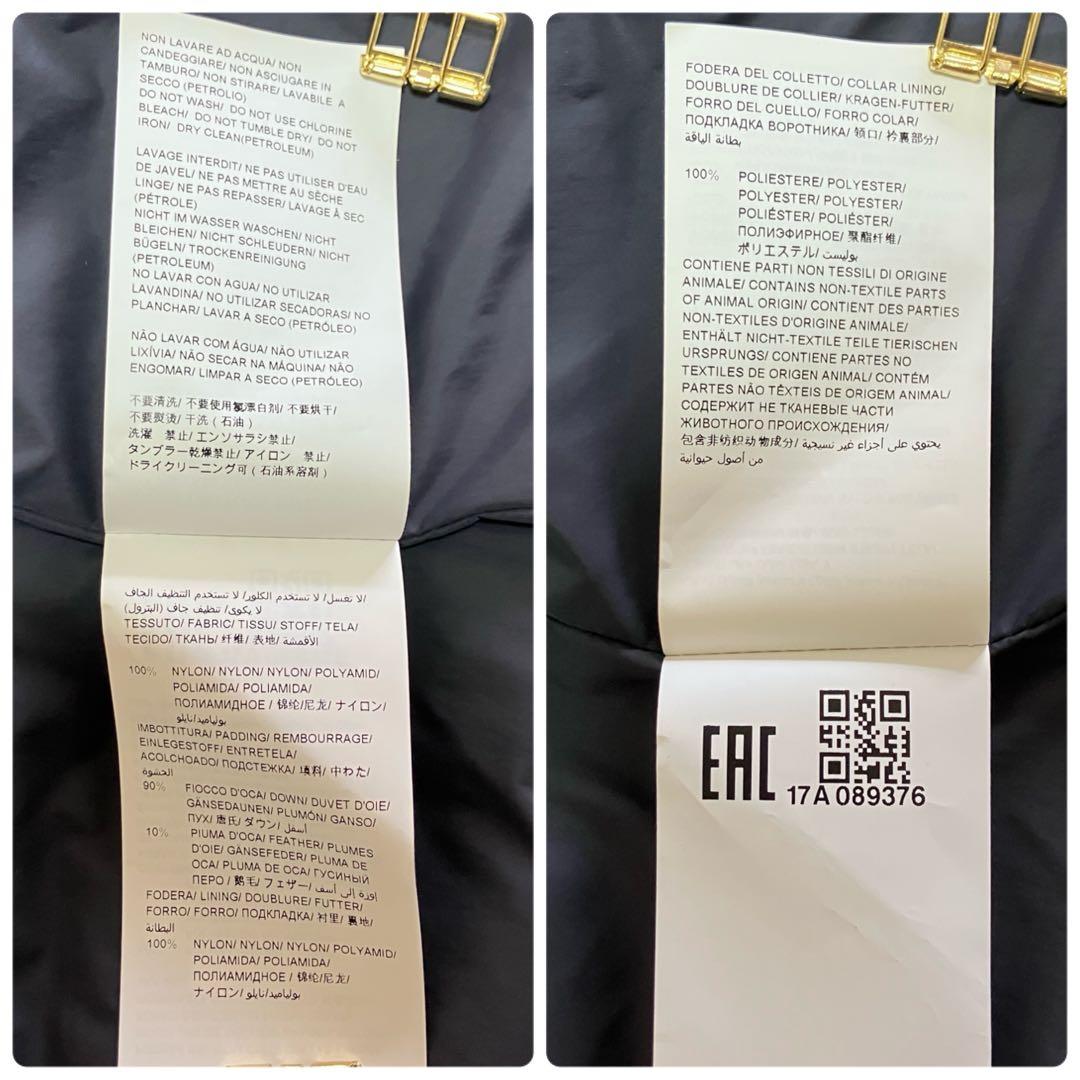 NON LAVARE AD ACQUA/ NON
CANDEGGIARE/ NON ASCIUGARE IN
TAMBURO/ NON STIRARE/ LAVABILE A
SECCO (PETROLIO)
DO NOT WASH/ DO NOT USE CHLORINE
BLEACH/ DO NOT TUMBLE DRY/ DO NOT
IRON/ DRY CLEAN(PETROLEUM)
LAVAGE INTERDIT/ NE PAS UTILISER D'EAU
DE JAVEL/ NE PAS METTRE AU SÈCHE
LINGE/ NE PAS REPASSER/ LAVAGE À SEC
(PÉTROLE)
NICHT IM WASSER WASCHEN/ NICHT
BLEICHEN/ NICHT SCHLEUDERN/ NICHT
BÜGELN/ TROCKENREINIGUNG
(PETROLEUM)
NO LAVAR CON AGUA/ NO UTILIZAR
LAVANDINA/ NO UTILIZAR SECADORAS/ NO
PLANCHAR/ LAVAR A SECO (PETRÓLEO)
NÃO LAVAR COM ÁGUA/ NÃO UTILIZAR
LIXÍVIA/ NÃO SECAR NA MÁQUINA/ NÃO
ENGOMAR/ LIMPAR A SECO (PETRÓLEO)
不要清洗/ 不要使用氯漂白剂/ 不要烘干/
不要熨烫/ 干洗（石油）
洗濯 禁止/ エンソサラシ禁止/
タンブラー乾燥禁止/ アイロン 禁止/
ドライクリーニング可（石油系溶剤）
لا تغسل/ لا تستخدم الكلور/ لا تستخدم التنظيف الجاف/
لا يكوى/ تنظيف جاف (البترول)
TESSUTO/ FABRIC/ TISSU/ STOFF/ TELA/
TECIDO/ ТКАНЬ/ 纤维/ 表地/ الأقمشة
100% NYLON/ NYLON/ NYLON/ POLYAMID/
POLIAMIDA/ POLIAMIDA/
ПОЛИАМИДНОЕ / 锦纶/尼龙/ ナイロン/
بولياميد/نايلو
IMBOTTITURA/ PADDING/ REMBOURRAGE/
EINLEGESTOFF/ ENTRETELA/
ACOLCHOADO/ ПОДСТЕЖКА/ 填料/ 中わた/
الحشوة
90% FIOCCO D'OCA/ DOWN/ DUVET D'OIE/
GÄNSEDAUNEN/ PLUMÓN/ GANSO/
ПУХ/ 唐氏/ ダウン/ أسفل
10% PIUMA D'OCA/ FEATHER/ PLUMES
D'OIE/ GÄNSEFEDER/ PLUMA DE
OCA/ PLUMA DE OCA/ ГУСИНЫЙ
ПЕРО / 鹅毛/ フェザー/
FODERA/ LINING/ DOUBLURE/ FUTTER/
FORRO/ FORRO/ ПОДКЛАДКА/ 衬里/ 裏地/
البطانة
100% NYLON/ NYLON/ NYLON/ POLYAMID/
POLIAMIDA/ POLIAMIDA/
ПОЛИАМИДНОЕ / 锦纶/尼龙/
ナイロン/ بولياميد/نايلو
FODERA DEL COLLETTO/ COLLAR LINING/
DOUBLURE DE COLLIER/ KRAGEN-FUTTER/
FORRO DEL CUELLO/ FORRO COLAR/
ПОДКЛАДКА ВОРОТНИКА/ 领口/ 衿裏部分/
بطانة الياقة
100% POLIESTERE/ POLYESTER/
POLYESTER/ POLYESTER/
POLIÉSTER/ POLIÉSTER/
ПОЛИЭФИРНОЕ/ 聚酯纤维/
ポリエステル/ بوليست
CONTIENE PARTI NON TESSILI DI ORIGINE
ANIMALE/ CONTAINS NON-TEXTILE PARTS
OF ANIMAL ORIGIN/ CONTIENT DES PARTIES
NON-TEXTILES D'ORIGINE ANIMALE/
ENTHÄLT NICHT-TEXTILE TEILE TIERISCHEN
URSPRUNGS/ CONTIENE PARTES NO
TEXTILES DE ORIGEN ANIMAL/ CONTÉM
PARTES NÃO TÊXTEIS DE ORIGEM ANIMAL/
СОДЕРЖИТ НЕ ТКАНЕВЫЕ ЧАСТИ
ЖИВОТНОГО ПРОИСХОЖДЕНИЯ/
包含非纺织动物成分/ يحتوي على أجزاء غير نسيجية
من أصول حيوانية
EAC
17A 089376